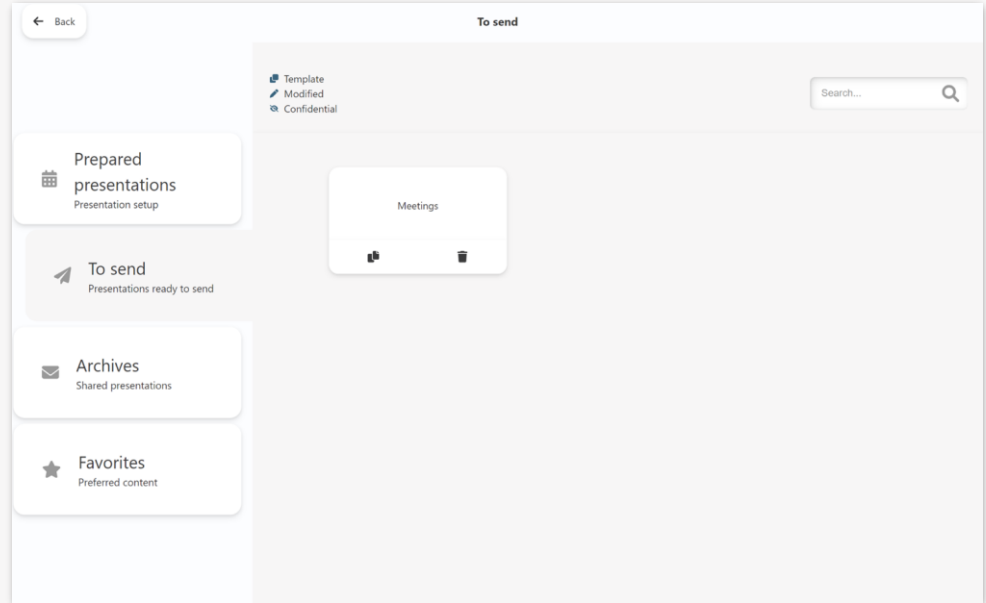 Back
To send
Template
Modified
Confidential
Search...
Prepared
presentations
Presentation setup
To send
Presentations ready to send
Archives
Shared presentations
Favorites
Preferred content
Meetings